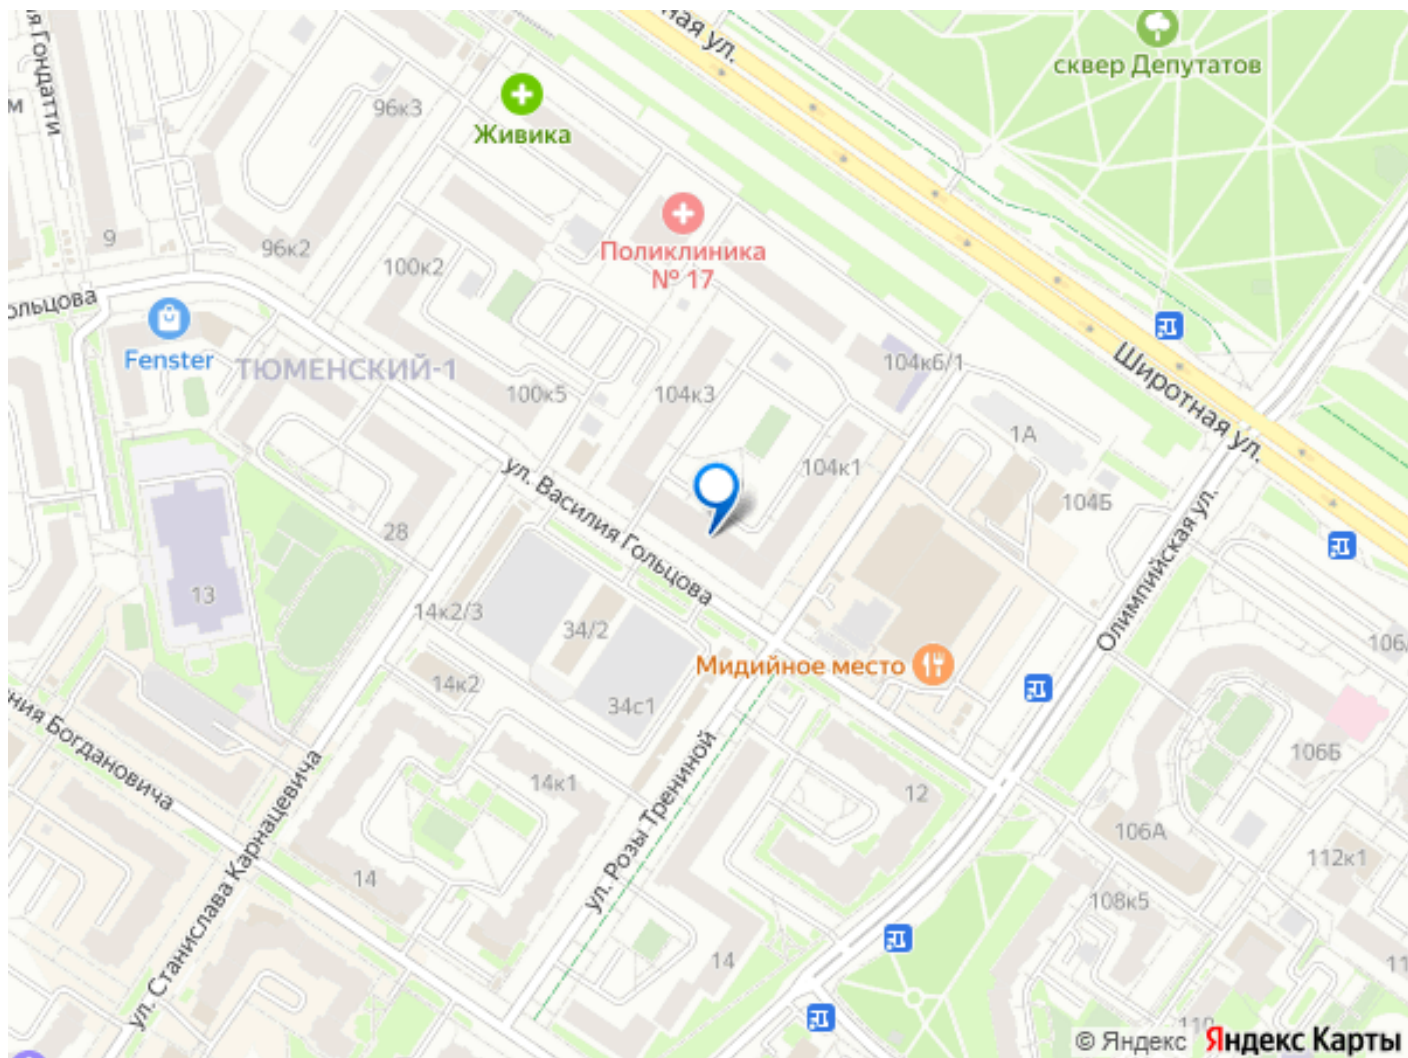 ная ул.
сквер Депутатов
я Гондатти
м
96к3
Живика
Поликлиника
№ 17
9
96к2
100к2
ольцова
Fenster
ТЮМЕНСКИЙ-1
100к5
104к3
104к6/1
Широтная ул.
1А
104к1
104Б
ул. Василия Гольцова
28
13
14к2/3
34/2
Олимпийская ул.
106
Мидийное место
14к2
34с1
ния Богдановича
14к1
ул. Розы Трениной
12
106Б
106А
112к1
ул. Станислава Карнацевича
14
108к5
14
11
110
© Яндекс Яндекс Карты